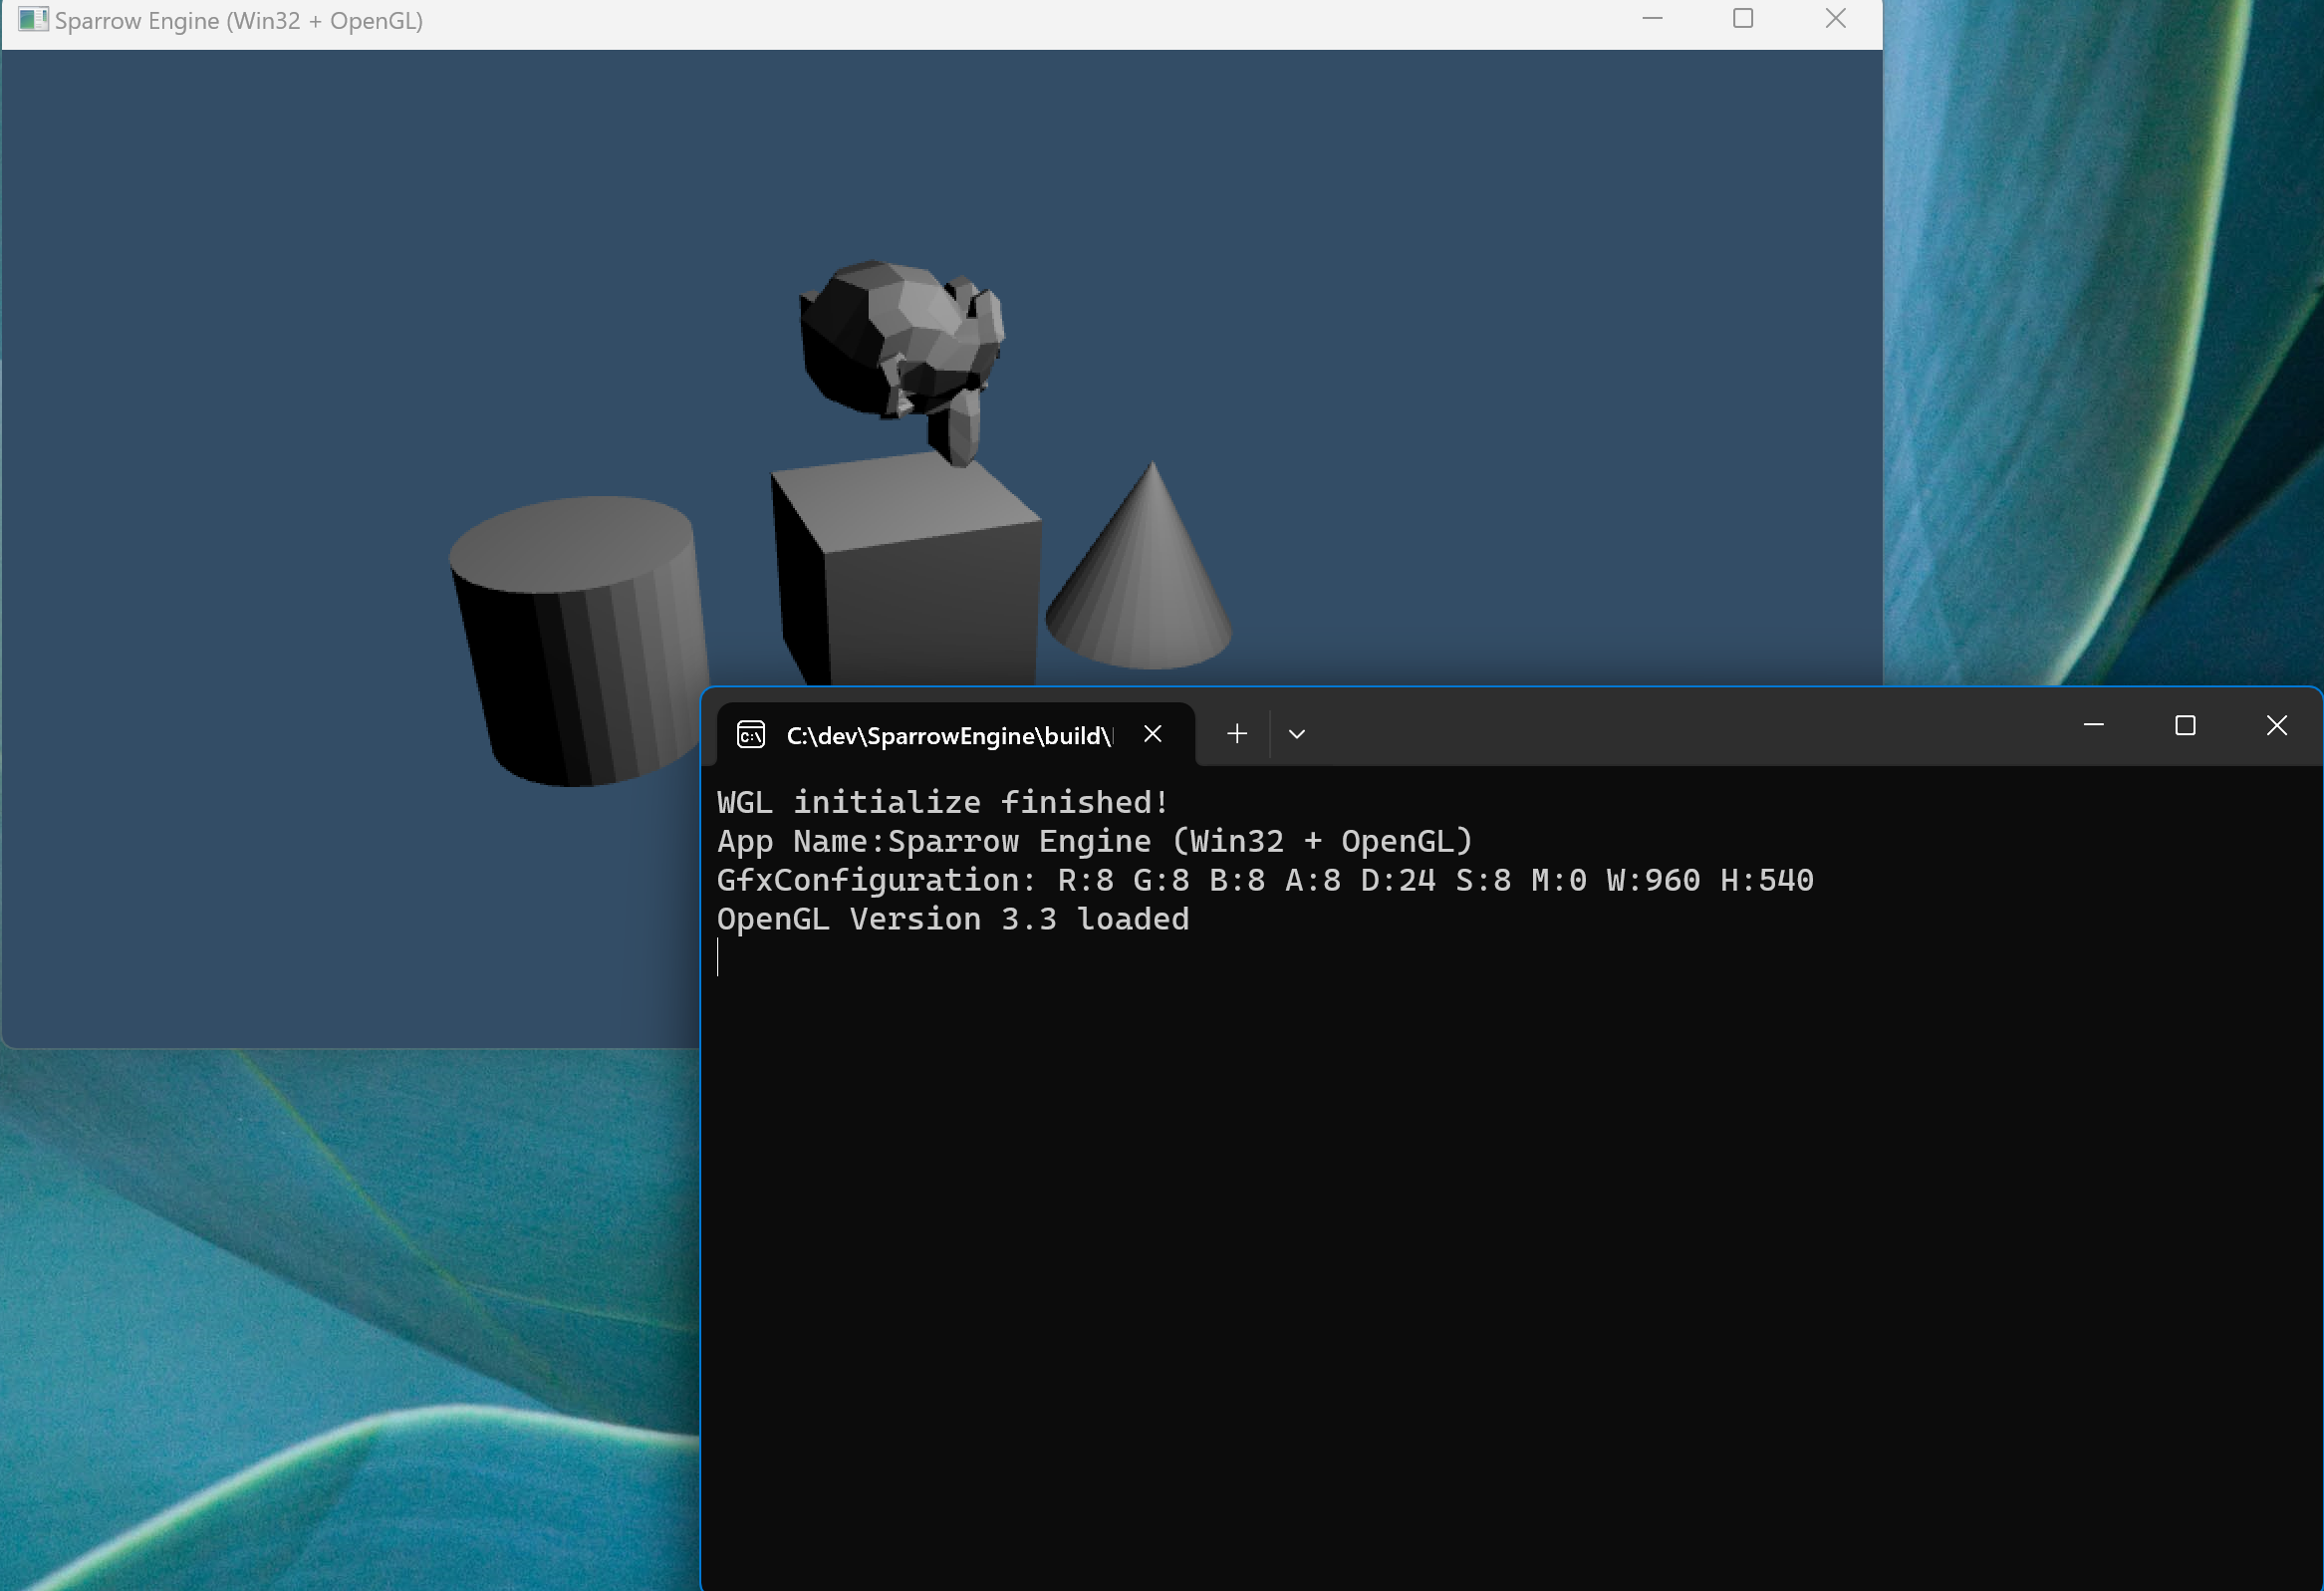 Sparrow Engine (Win32 + OpenGL)
C:\dev\SparrowEngine\build\
WGL initialize finished!
App Name:Sparrow Engine (Win32 + OpenGL)
GfxConfiguration: R:8 G:8 B:8 A:8 D:24 S:8 M:0 W:960 H:540
OpenGL Version 3.3 loaded